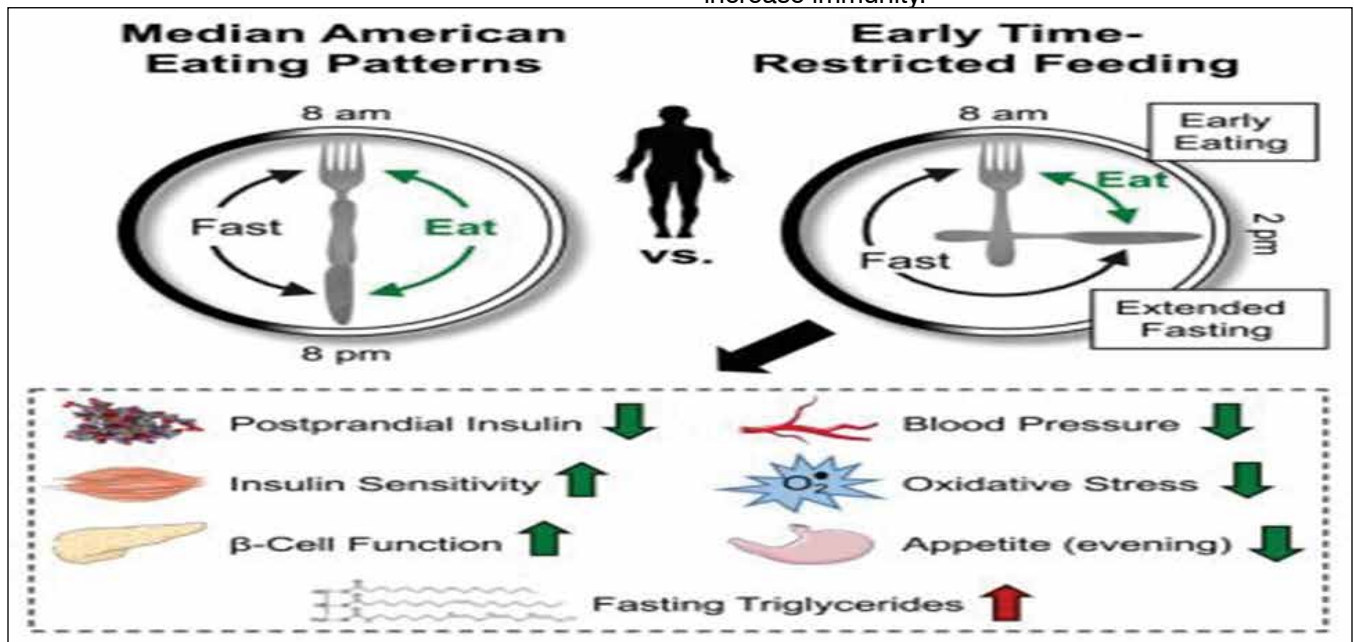 increase immunity.
Median American
Eating Patterns
8 am
Fast
Eat
8 pm
vs.
Early Time-
Restricted Feeding
8 am
Early
Eating
Eat
2 pm
Fast
Extended
Fasting
Postprandial Insulin
Blood Pressure
Insulin Sensitivity
O₂•
Oxidative Stress
β-Cell Function
Appetite (evening)
Fasting Triglycerides